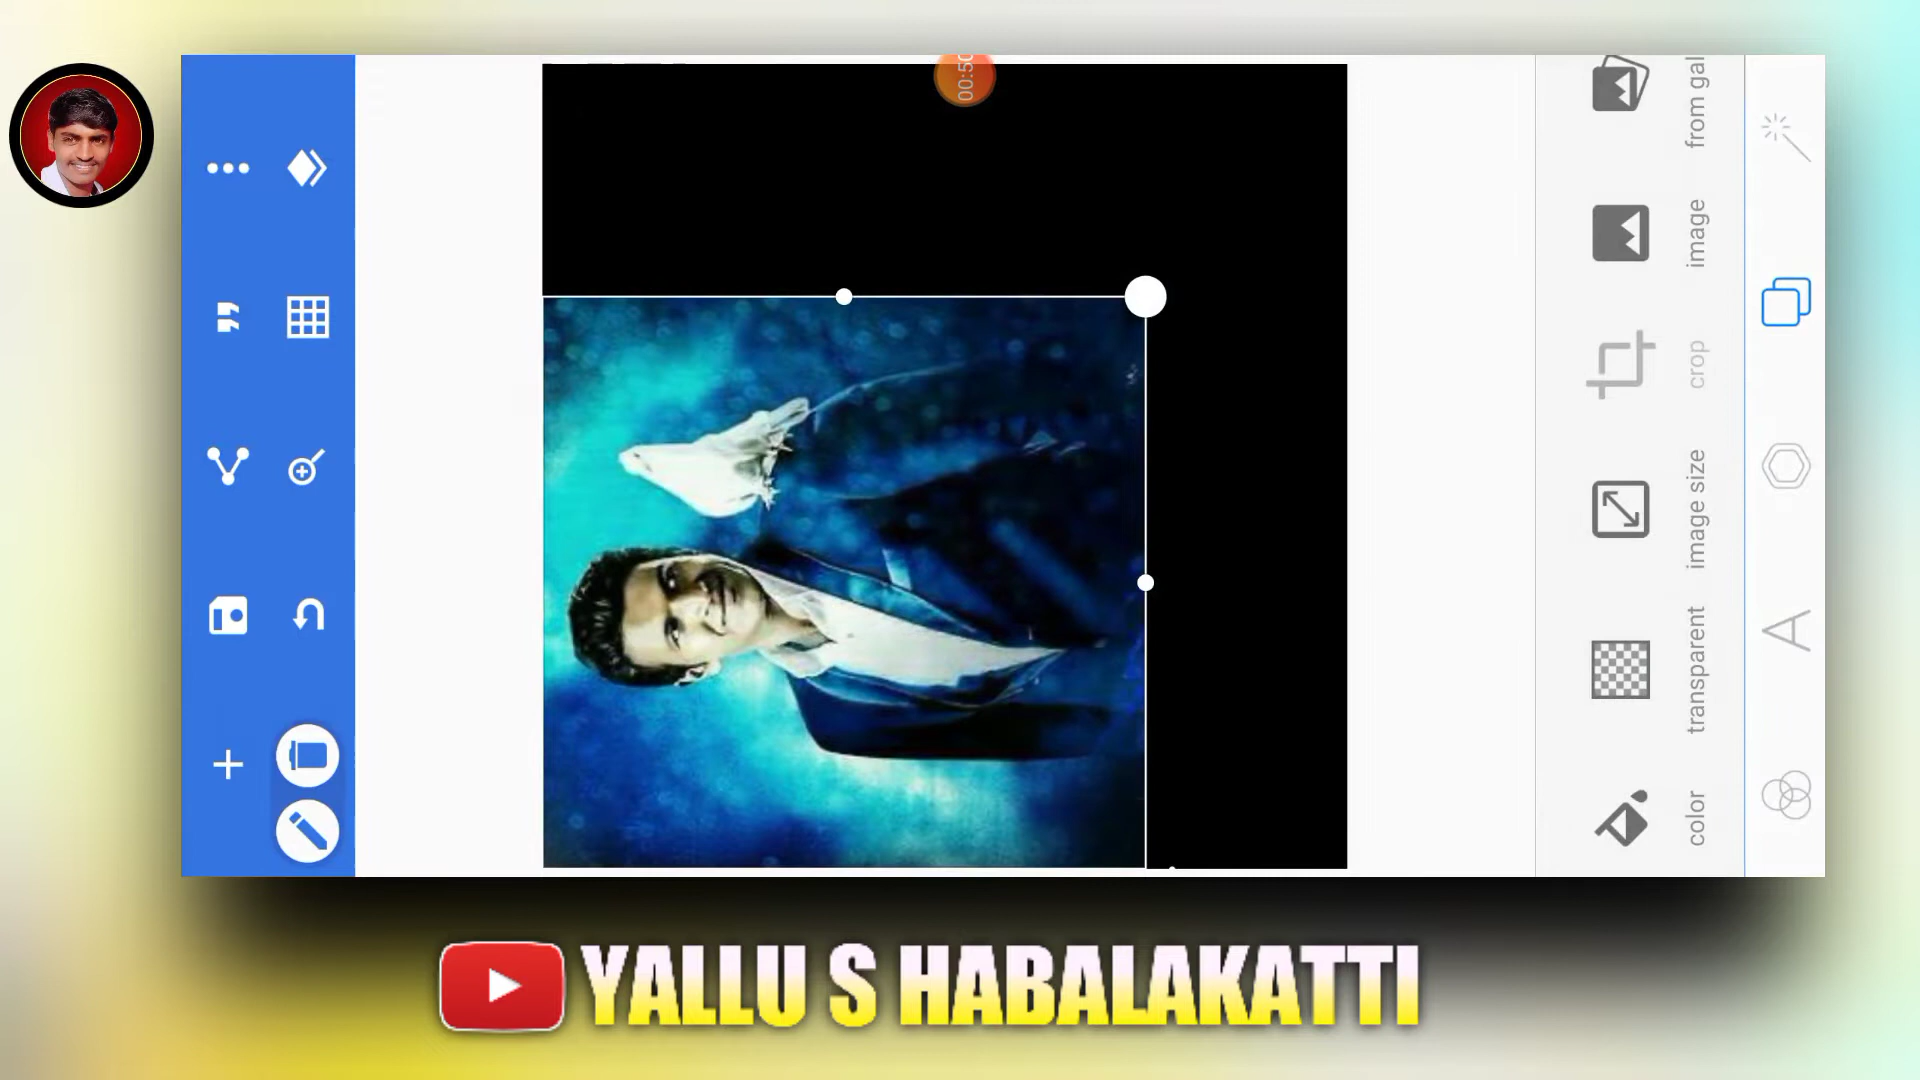 00:50
from gal
image
crop
image size
transparent
color
YALLU S HABALAKATTI